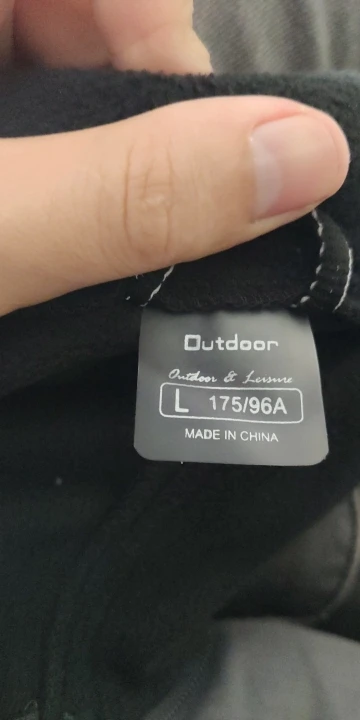 Outdoor
Outdoor & Leisure
L 175/96A
MADE IN CHINA